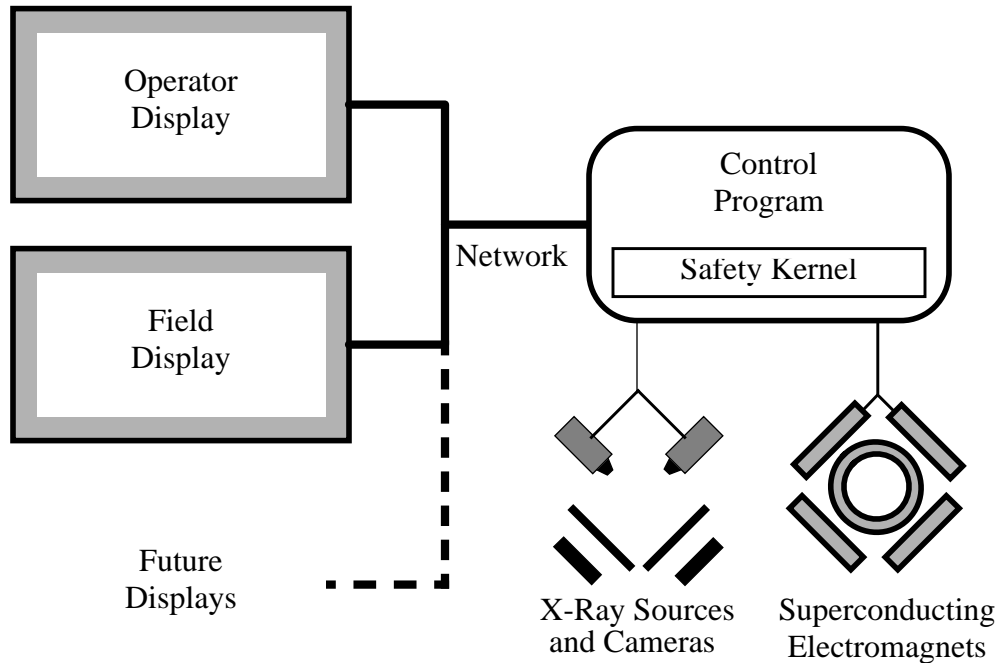 Operator
Display
Control
Program
Network
Safety Kernel
Field
Display
Future
Displays
X-Ray Sources
and Cameras
Superconducting
Electromagnets